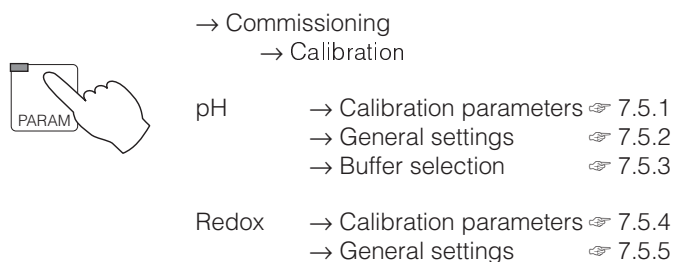 → Commissioning
→ Calibration
PARAM
pH → Calibration parameters ☞ 7.5.1
→ General settings ☞ 7.5.2
→ Buffer selection ☞ 7.5.3
Redox → Calibration parameters ☞ 7.5.4
→ General settings ☞ 7.5.5